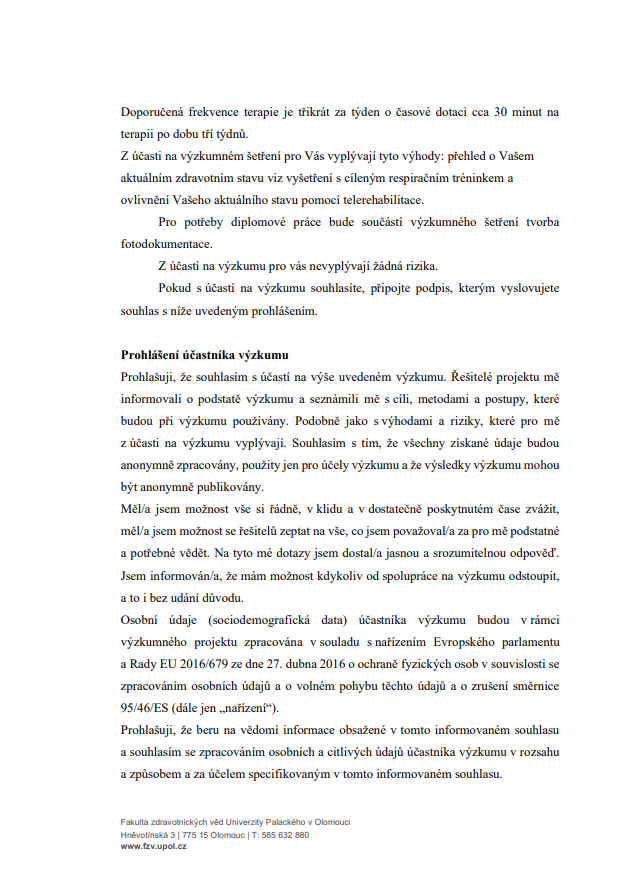 Doporučená frekvence terapie je třikrát za týden o časové dotaci cca 30 minut na
terapii po dobu tří týdnů.
Z účasti na výzkumném šetření pro Vás vyplývají tyto výhody: přehled o Vašem
aktuálním zdravotním stavu viz vyšetření s cíleným respiračním tréninkem a
ovlivnění Vašeho aktuálního stavu pomocí telerehabilitace.
Pro potřeby diplomové práce bude součástí výzkumného šetření tvorba
fotodokumentace.
Z účastí na výzkumu pro vás nevyplývají žádná rizika.
Pokud s účastí na výzkumu souhlasíte, připojte podpis, kterým vyslovujete
souhlas s níže uvedeným prohlášením.
Prohlášení účastníka výzkumu
Prohlašuji, že souhlasím s účastí na výše uvedeném výzkumu. Řešitelé projektu mě
informovali o podstatě výzkumu a seznámili mě s cíli, metodami a postupy, které
budou při výzkumu používány. Podobně jako s výhodami a riziky, které pro mě
z účasti na výzkumu vyplývají. Souhlasím s tím, že všechny získané údaje budou
anonymně zpracovány, použity jen pro účely výzkumu a že výsledky výzkumu mohou
být anonymně publikovány.
Měl/a jsem možnost vše si řádně, v klidu a v dostatečně poskytnutém čase zvážit,
měl/a jsem možnost se řešitelů zeptat na vše, co jsem považoval/a za pro mě podstatné
a potřebné vědět. Na tyto mé dotazy jsem dostal/a jasnou a srozumitelnou odpověď.
Jsem informován/a, že mám možnost kdykoliv od spolupráce na výzkumu odstoupit,
a to i bez udání důvodu.
Osobní údaje (sociodemografická data) účastníka výzkumu budou v rámci
výzkumného projektu zpracována v souladu s nařízením Evropského parlamentu
a Rady EU 2016/679 ze dne 27. dubna 2016 o ochraně fyzických osob v souvislosti se
zpracováním osobních údajů a o volném pohybu těchto údajů a o zrušení směrnice
95/46/ES (dále jen „nařízení“).
Prohlašuji, že beru na vědomí informace obsažené v tomto informovaném souhlasu
a souhlasím se zpracováním osobních a citlivých údajů účastníka výzkumu v rozsahu
a způsobem a za účelem specifikovaným v tomto informovaném souhlasu.
Fakulta zdravotnických věd Univerzity Palackého v Olomouci
Hněvotínská 3 | 775 15 Olomouc | T: 585 632 880
www.fzv.upol.cz